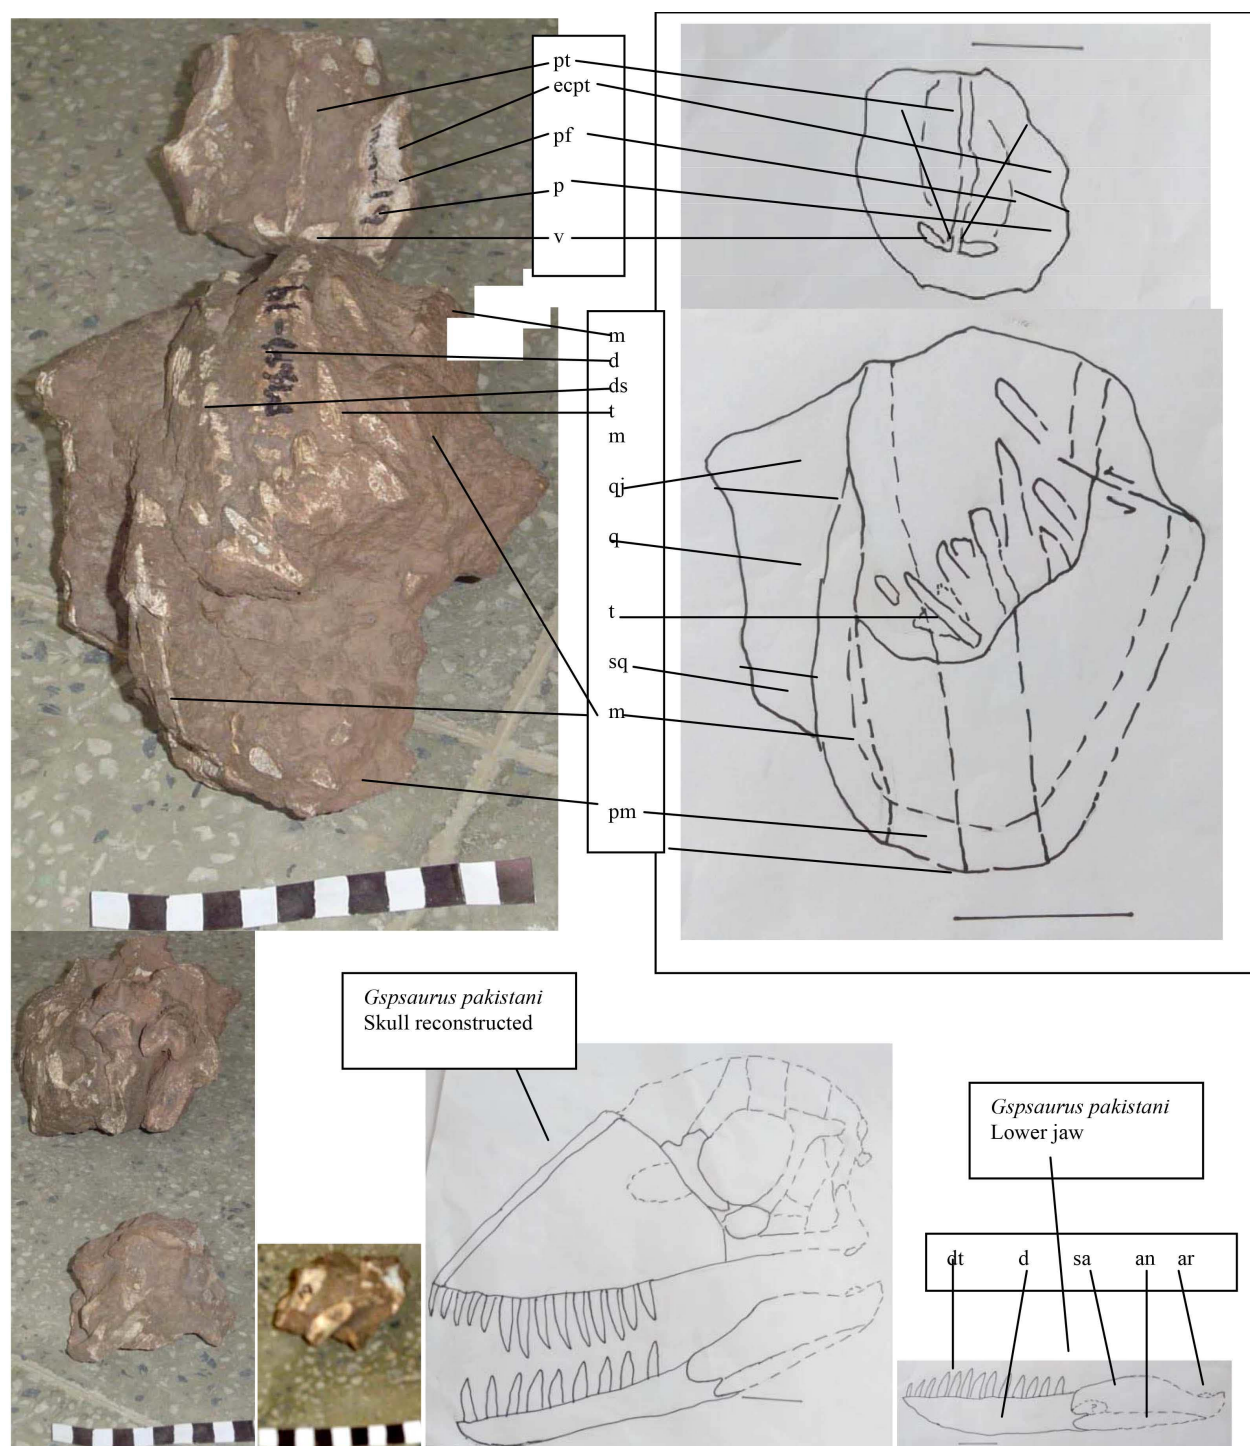 pt
ecpt
pf
p
v
m
d
ds
t
m
qj
q
t
sq
m
pm
Gspsaurus pakistani
Skull reconstructed
Gspsaurus pakistani
Lower jaw
dt d sa an ar
?